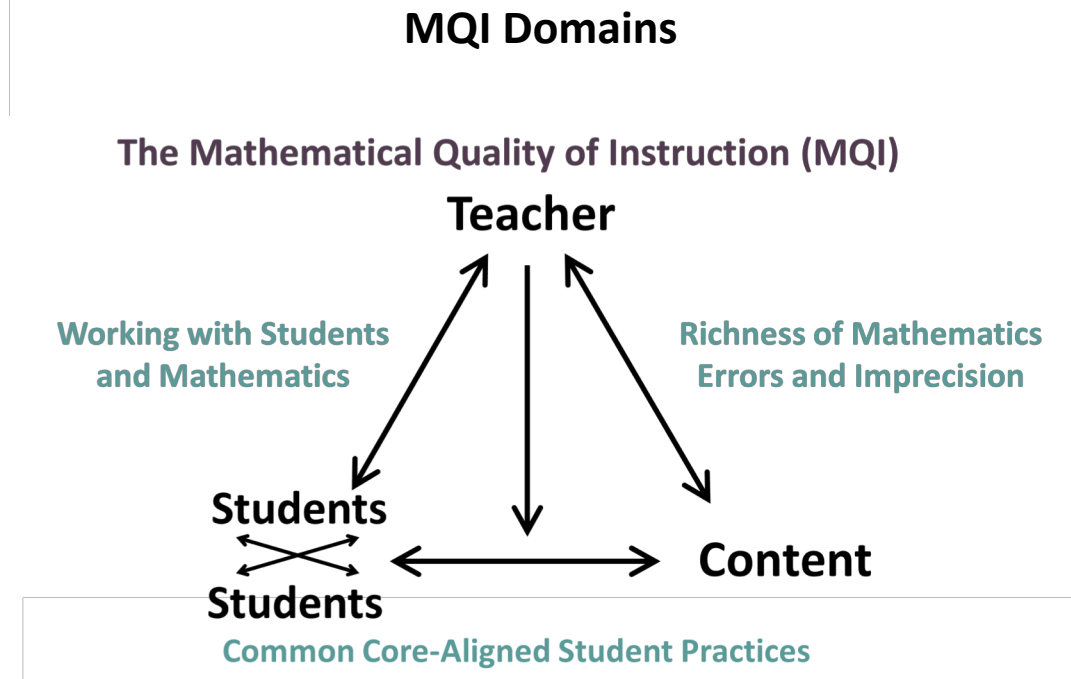 MQI Domains
The Mathematical Quality of Instruction (MQI)
Teacher
Working with Students
and Mathematics
Richness of Mathematics
Errors and Imprecision
Students
Students
Content
Common Core-Aligned Student Practices